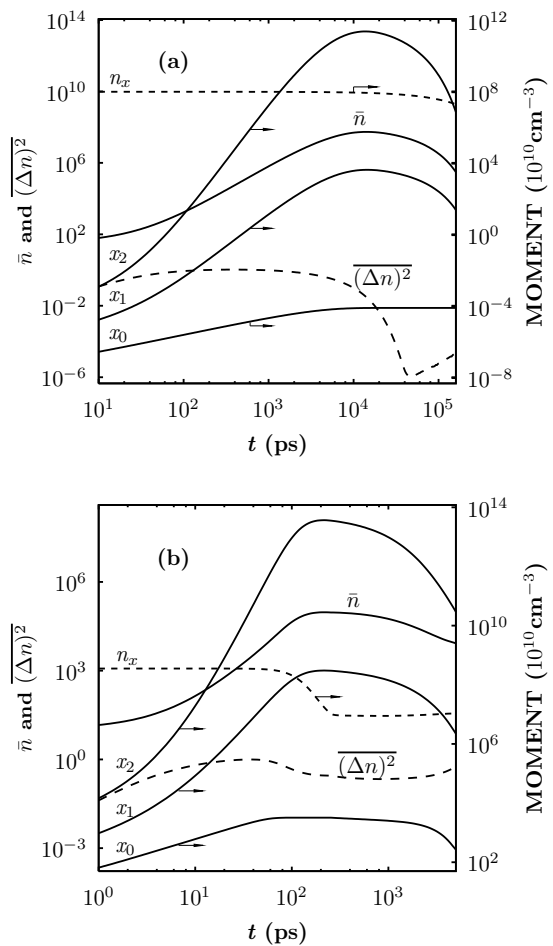 (a)
n̄ and \overline{(Δn)^2}
10^14
10^10
10^6
10^2
10^−2
10^−6
n_x
n̄
x_2
x_1
x_0
\overline{(Δn)^2}
10^12
10^8
10^4
10^0
10^−4
10^−8
MOMENT (10^10cm^−3)
10^1 10^2 10^3 10^4 10^5
t (ps)
(b)
n̄ and \overline{(Δn)^2}
10^6
10^3
10^0
10^−3
n̄
n_x
x_2
x_1
x_0
\overline{(Δn)^2}
10^14
10^10
10^6
10^2
MOMENT (10^10cm^−3)
10^0 10^1 10^2 10^3
t (ps)